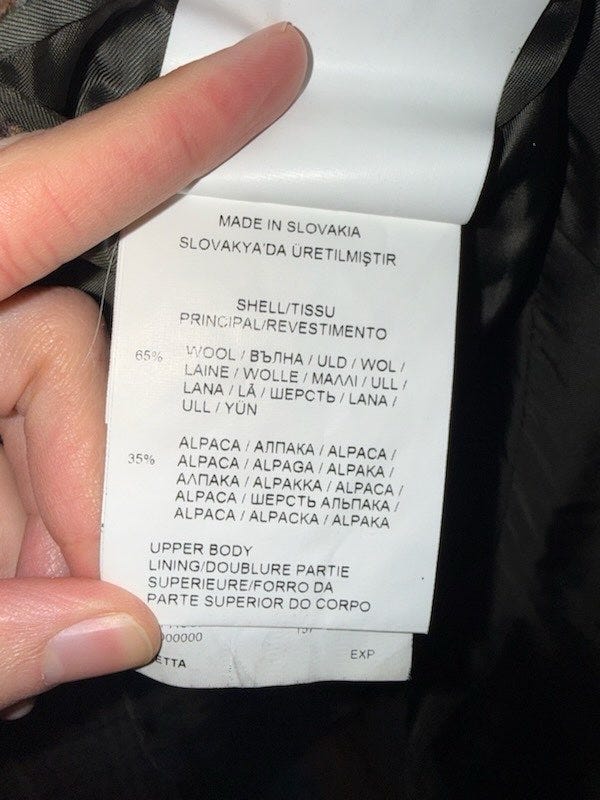 MADE IN SLOVAKIA
SLOVAKYA'DA ÜRETILMIŞTIR
SHELL/TISSU
PRINCIPAL/REVESTIMENTO
65% WOOL / ВЪЛНА / ULD / WOL /
LAINE / WOLLE / ΜΑΛΛΙ / ULL /
LANA / LÃ / ШЕРСТЬ / LANA /
ULL / YÜN
35% ALPACA / АЛПАКА / ALPACA /
ALPACA / ALPAGA / ALPAKA /
ΑΛΠΑΚΑ / ALPAKKA / ALPACA /
ALPACA / ШЕРСТЬ АЛЬПАКА /
ALPACA / ALPACKA / ALPAKA
UPPER BODY
LINING/DOUBLURE PARTIE
SUPERIEURE/FORRO DA
PARTE SUPERIOR DO CORPO
EXP